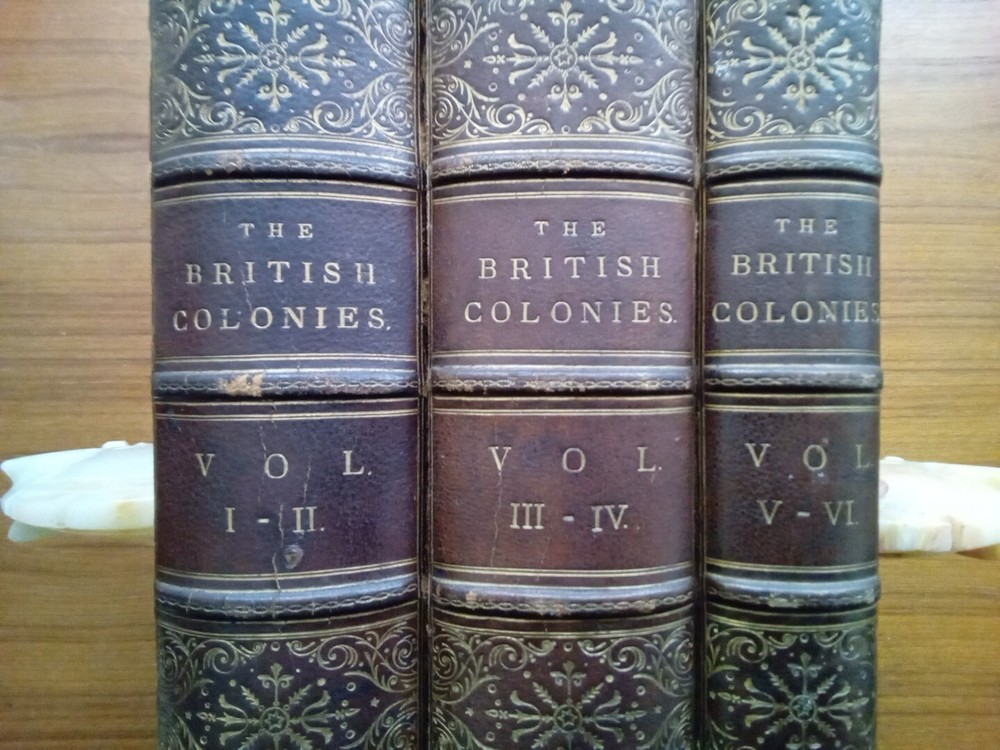 THE
BRITISH
COLONIES.
VOL.
I - II.
THE
BRITISH
COLONIES.
VOL.
III - IV.
THE
BRITISH
COLONIES
VOL
V - VI.